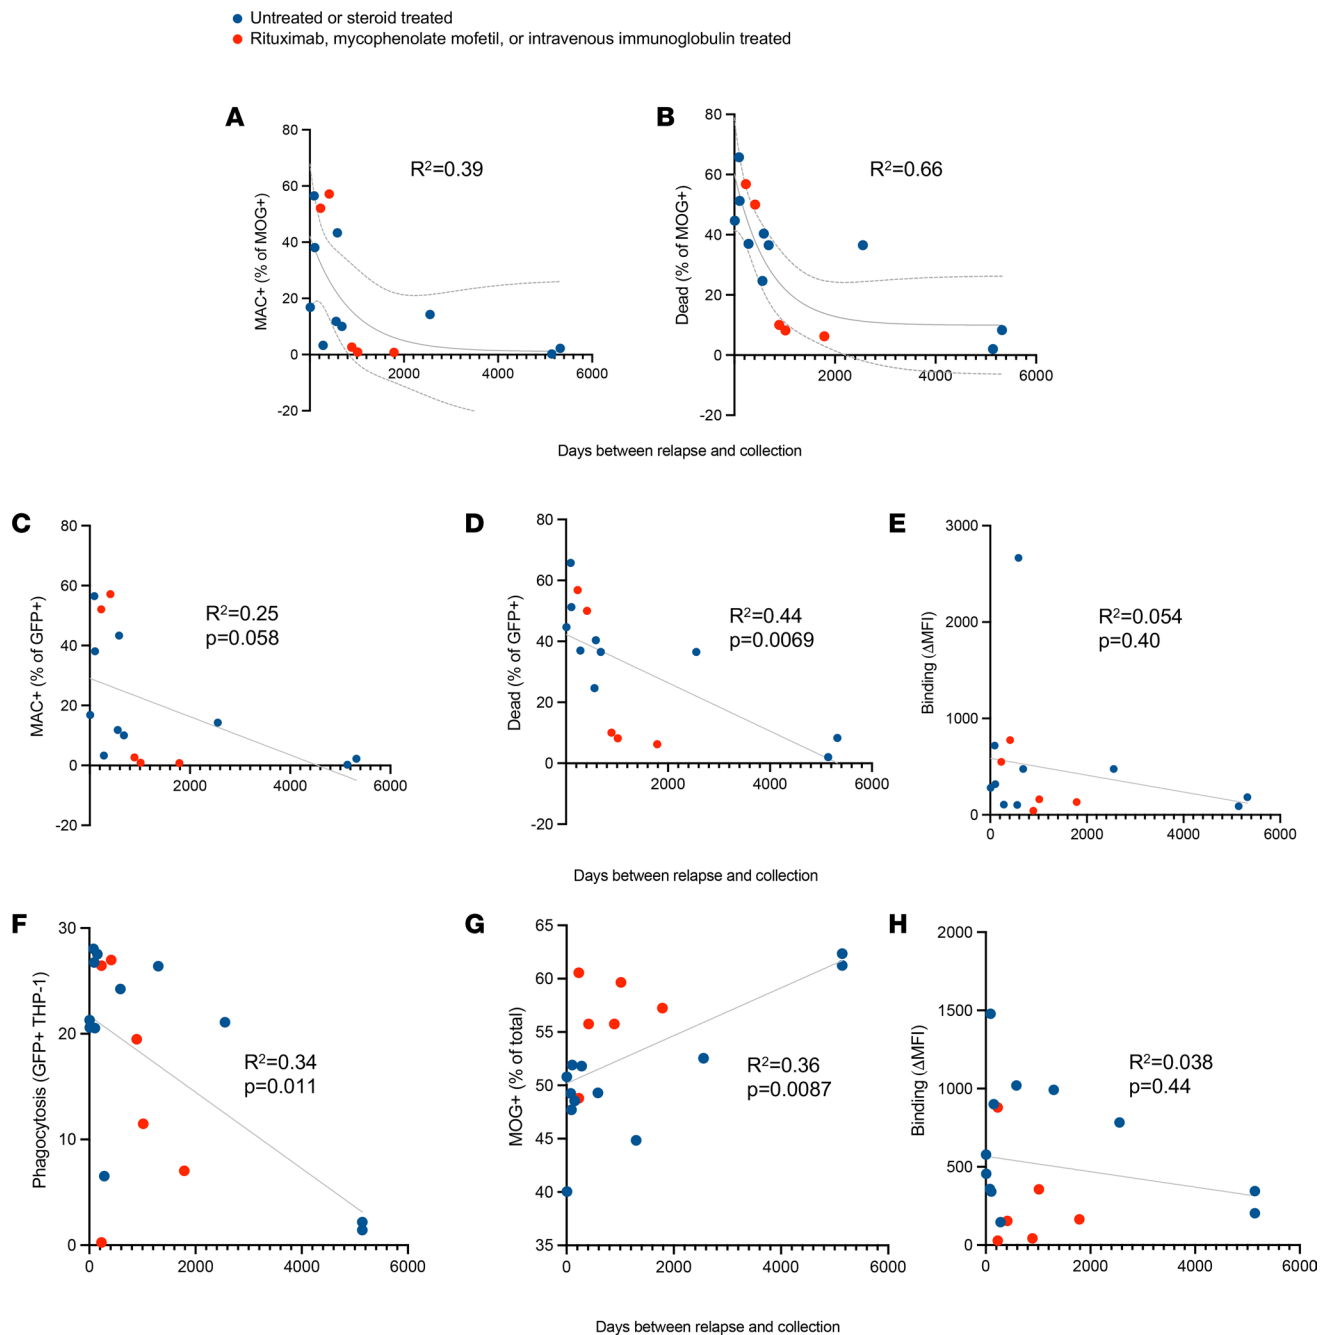 Untreated or steroid treated
Rituximab, mycophenolate mofetil, or intravenous immunoglobulin treated
A
MAC+ (% of MOG+)
80
60
40
20
0
-20
2000
4000
6000
R²=0.39
B
Dead (% of MOG+)
80
60
40
20
0
-20
2000
4000
6000
R²=0.66
Days between relapse and collection
C
MAC+ (% of GFP+)
80
60
40
20
0
-20
2000
4000
6000
R²=0.25
p=0.058
D
Dead (% of GFP+)
80
60
40
20
0
-20
2000
4000
6000
R²=0.44
p=0.0069
E
Binding (ΔMFI)
3000
2000
1000
0
0
2000
4000
6000
R²=0.054
p=0.40
Days between relapse and collection
F
Phagocytosis (GFP+ THP-1)
30
20
10
0
0
2000
4000
6000
R²=0.34
p=0.011
G
MOG+ (% of total)
65
60
55
50
45
40
35
0
2000
4000
6000
R²=0.36
p=0.0087
H
Binding (ΔMFI)
2000
1500
1000
500
0
0
2000
4000
6000
R²=0.038
p=0.44
Days between relapse and collection